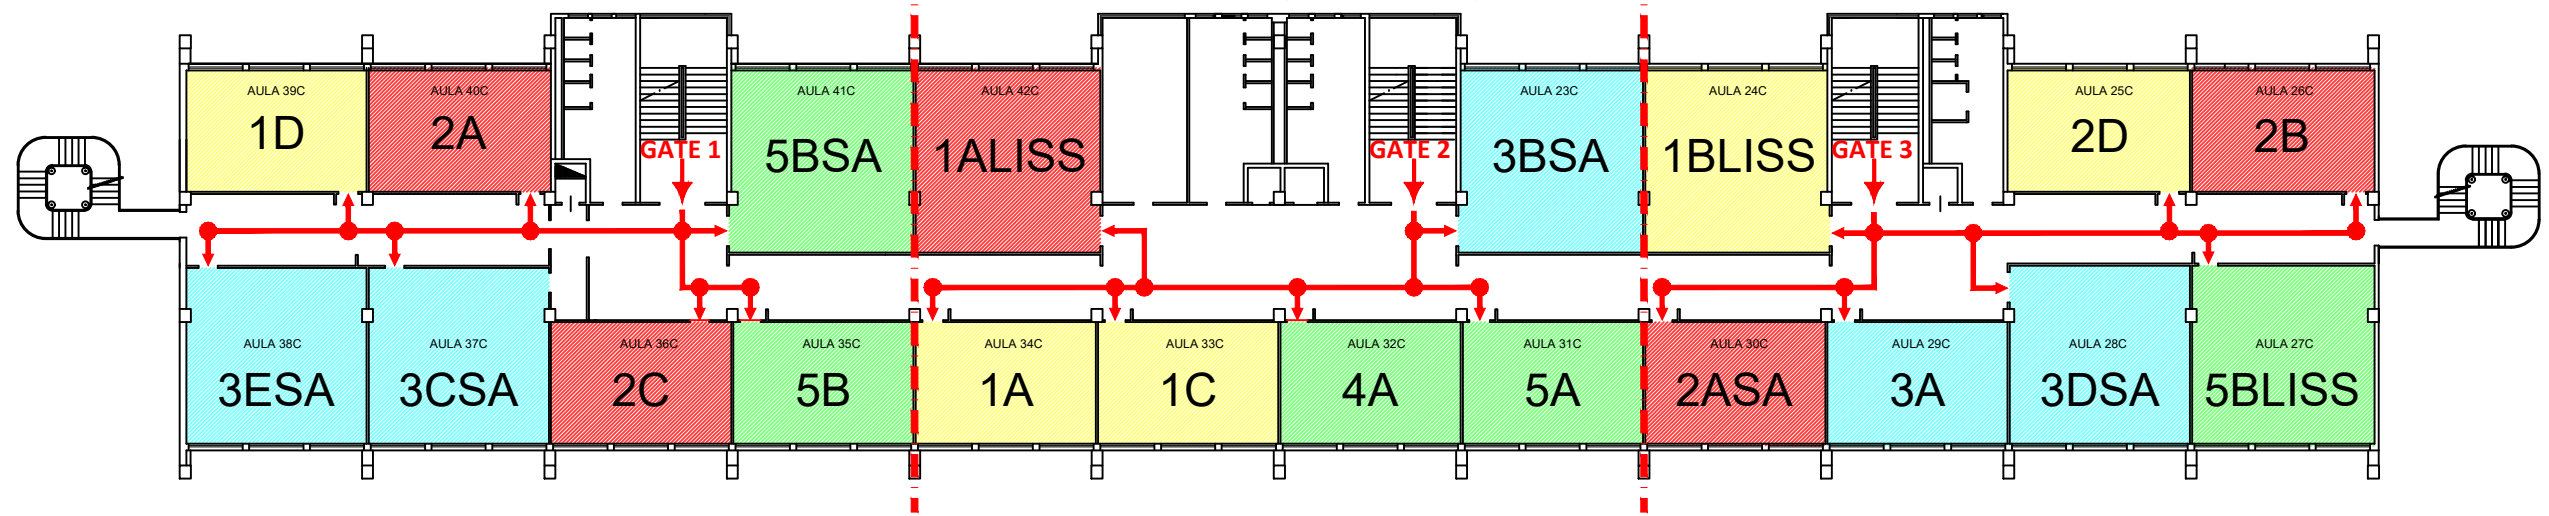 AULA 39C
1D
AULA 40C
2A
GATE 1
AULA 41C
5BSA
AULA 42C
1ALISS
GATE 2
AULA 23C
3BSA
AULA 24C
1BLISS
GATE 3
AULA 25C
2D
AULA 26C
2B
AULA 38C
3ESA
AULA 37C
3CSA
AULA 36C
2C
AULA 35C
5B
AULA 34C
1A
AULA 33C
1C
AULA 32C
4A
AULA 31C
5A
AULA 30C
2ASA
AULA 29C
3A
AULA 28C
3DSA
AULA 27C
5BLISS